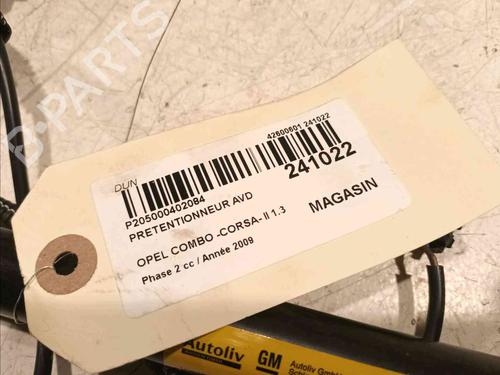 B-PARTS
DUN
42800801 241022
P205000402084
241022
PRETENTIONNEUR AVD
OPEL COMBO -CORSA- II 1.3
MAGASIN
Phase 2 cc / Année 2009
Autoliv
GM
Autoliv GmbH